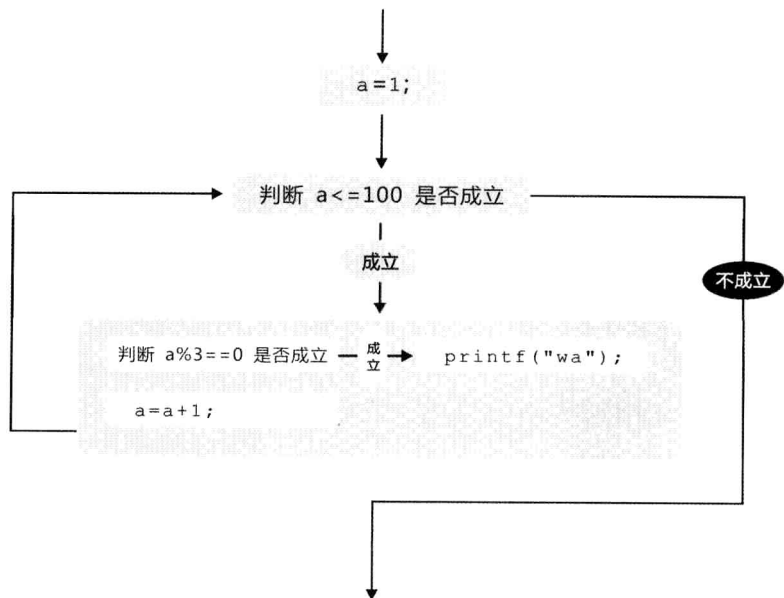 a=1;
判断 a<=100 是否成立
成立
不成立
判断 a%3==0 是否成立
成立
printf("wa");
a=a+1;